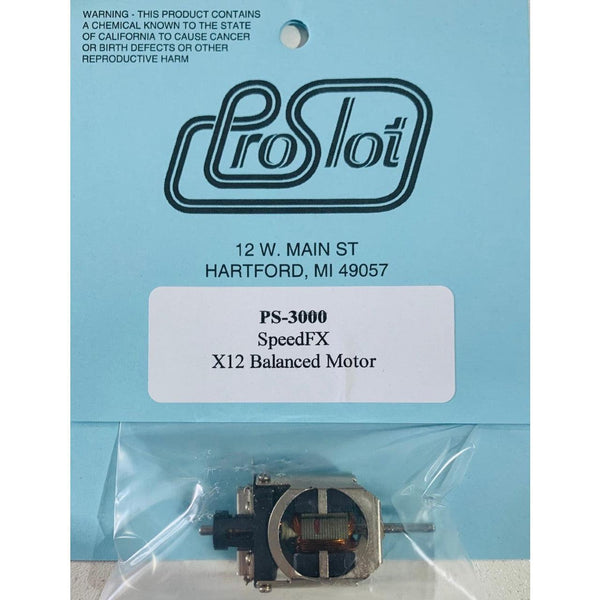 WARNING - THIS PRODUCT CONTAINS
A CHEMICAL KNOWN TO THE STATE
OF CALIFORNIA TO CAUSE CANCER
OR BIRTH DEFECTS OR OTHER
REPRODUCTIVE HARM
ProSlot
12 W. MAIN ST
HARTFORD, MI 49057
PS-3000
SpeedFX
X12 Balanced Motor